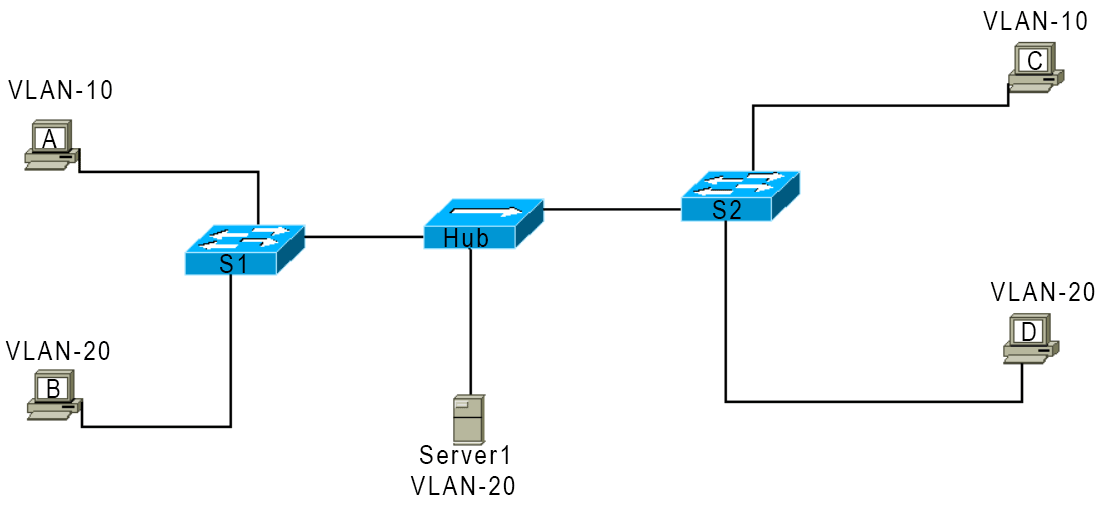 VLAN-10
C
VLAN-10
A
S2
Hub
S1
VLAN-20
D
VLAN-20
B
Server1
VLAN-20